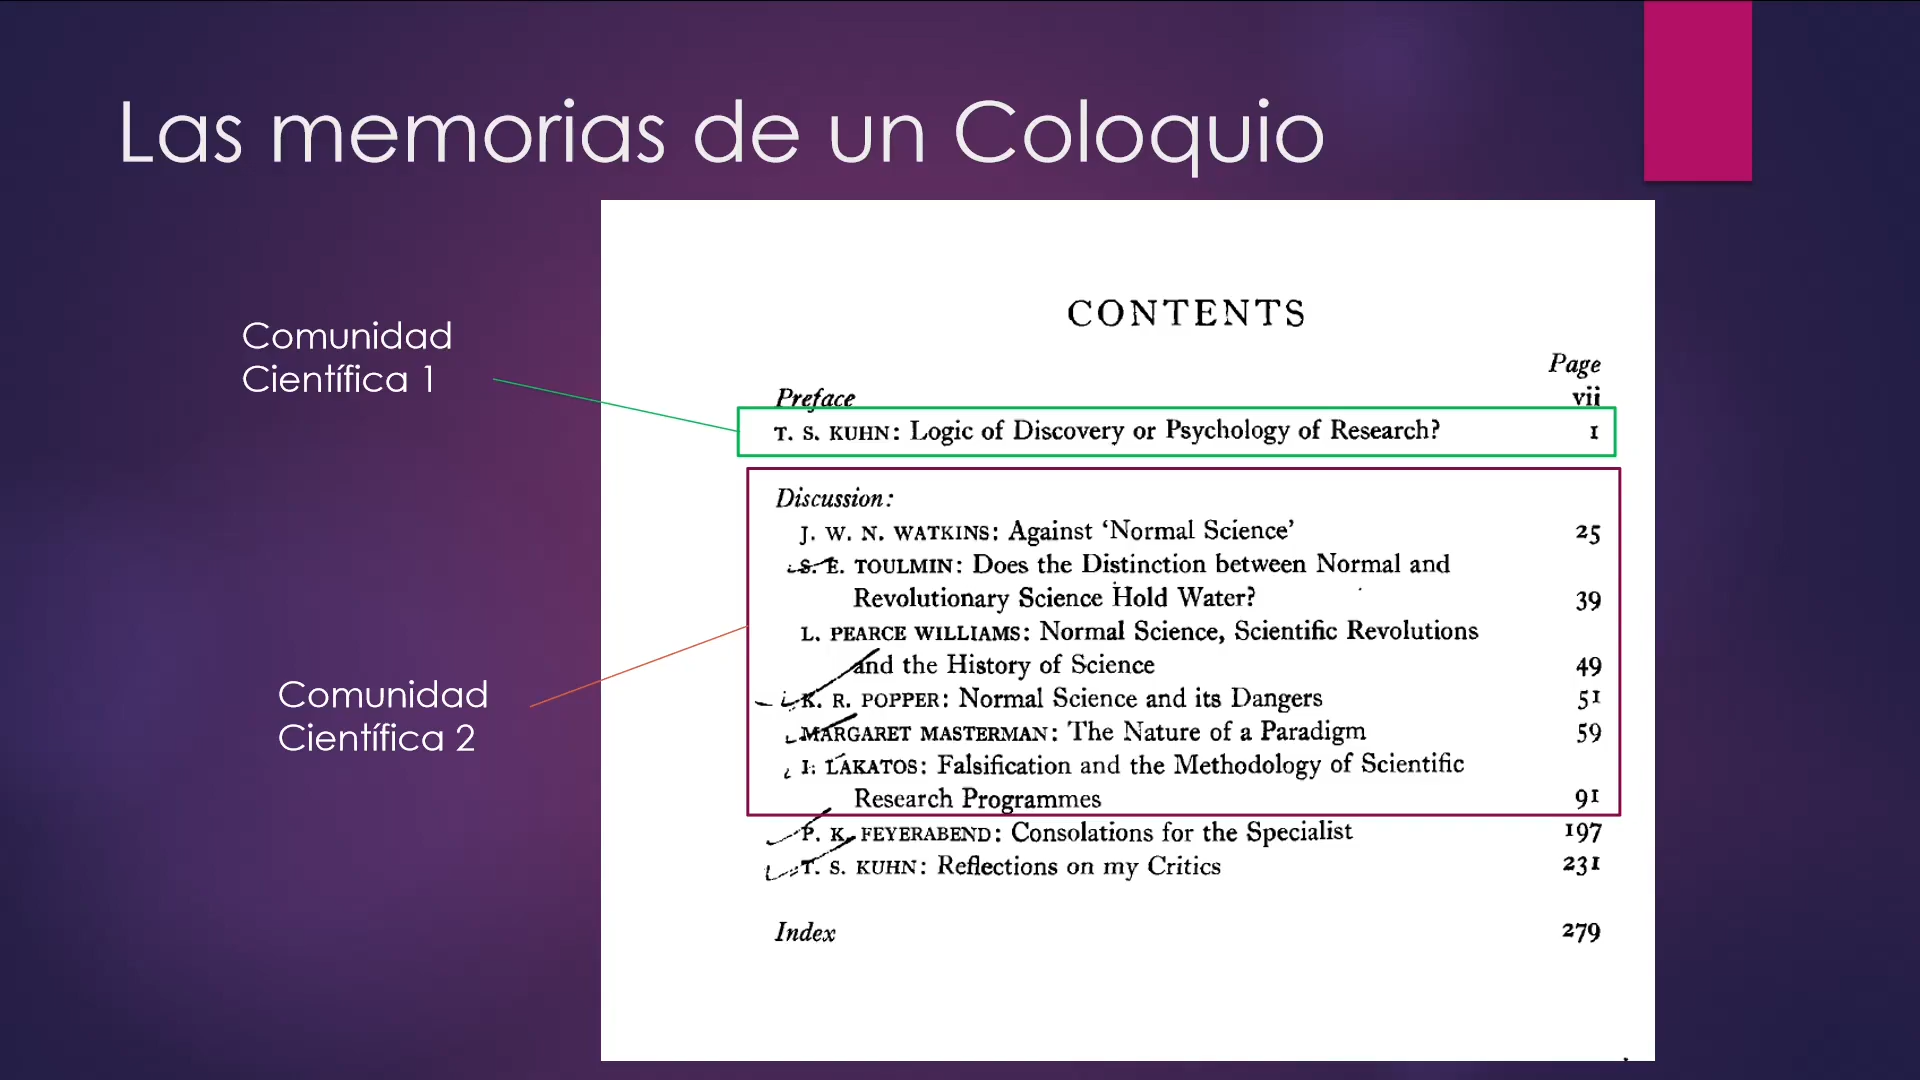 Las memorias de un Coloquio
Comunidad
Científica 1
Comunidad
Científica 2
CONTENTS
Page
Preface vii
T. S. KUHN: Logic of Discovery or Psychology of Research? 1
Discussion:
J. W. N. WATKINS: Against ‘Normal Science’ 25
S. E. TOULMIN: Does the Distinction between Normal and
Revolutionary Science Hold Water? 39
L. PEARCE WILLIAMS: Normal Science, Scientific Revolutions
and the History of Science 49
K. R. POPPER: Normal Science and its Dangers 51
MARGARET MASTERMAN: The Nature of a Paradigm 59
I. LAKATOS: Falsification and the Methodology of Scientific
Research Programmes 91
P. K. FEYERABEND: Consolations for the Specialist 197
T. S. KUHN: Reflections on my Critics 231
Index 279